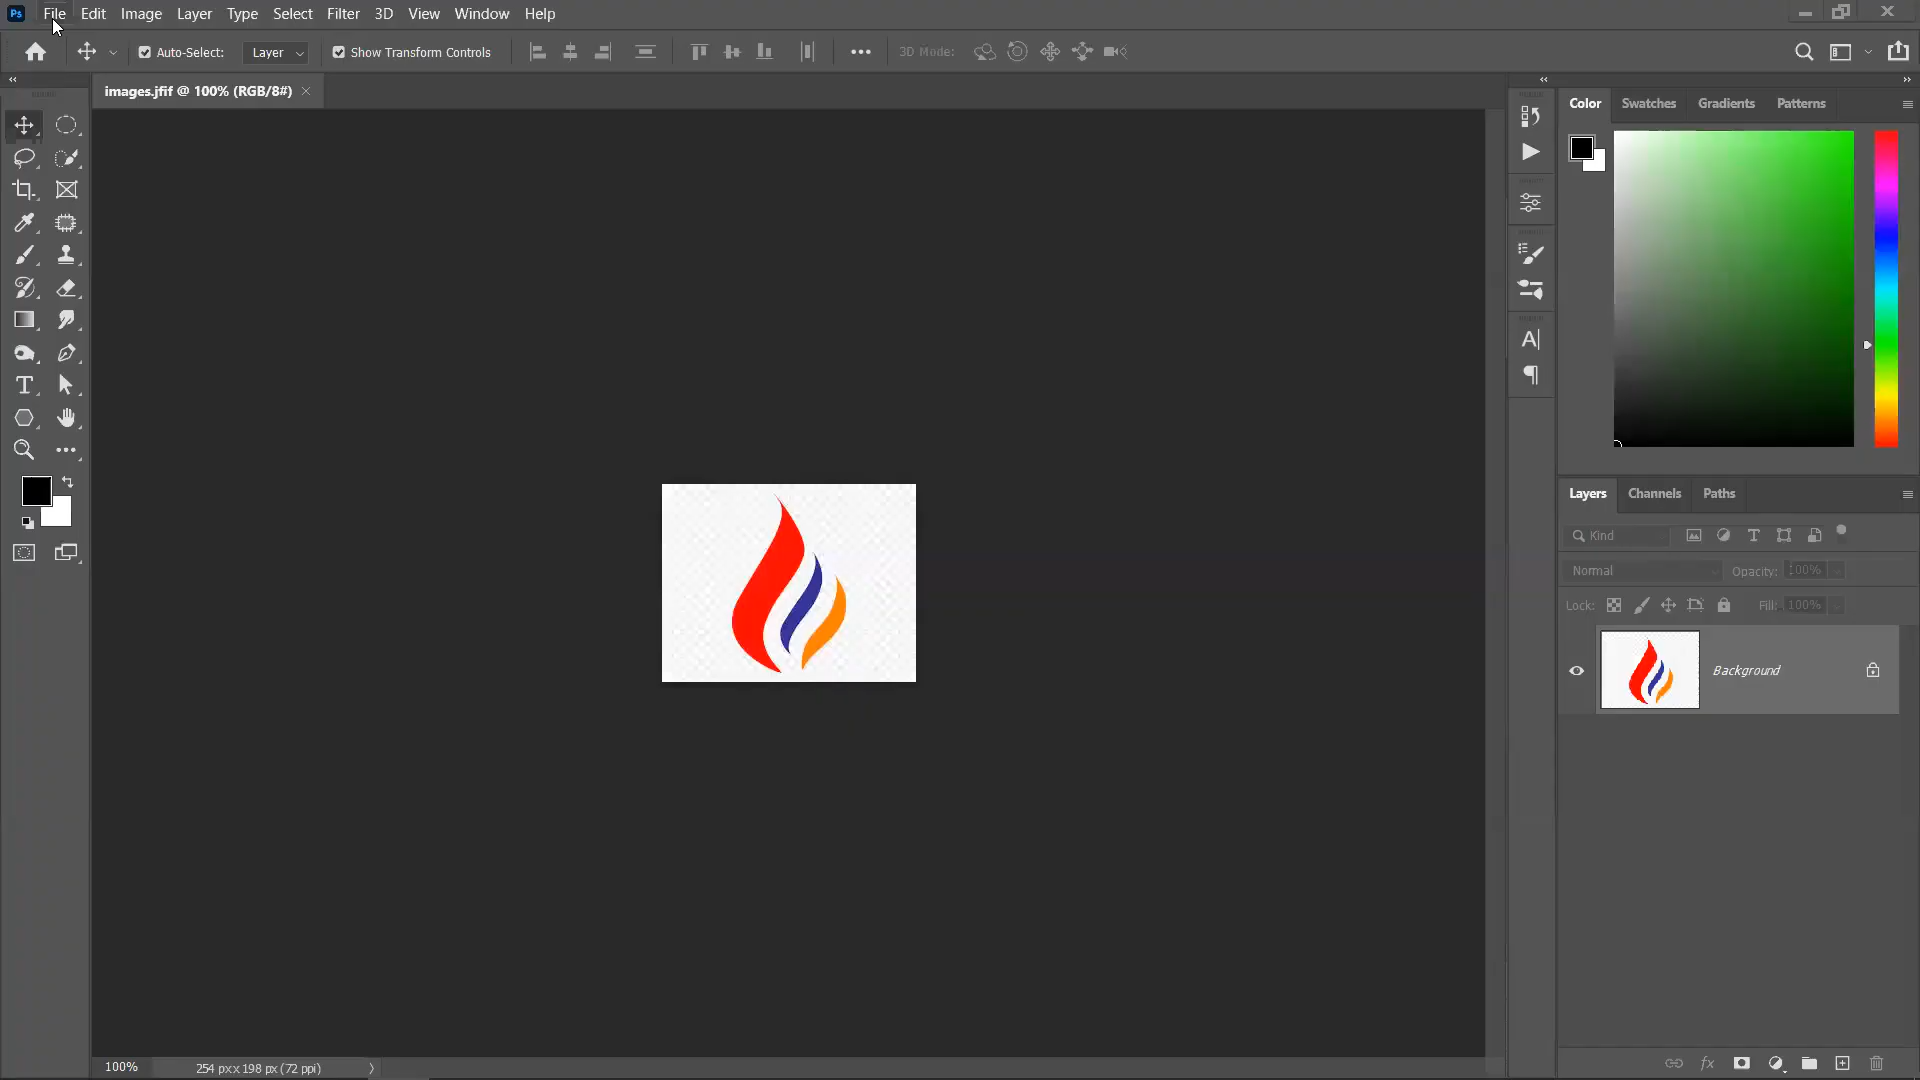 Ps File Edit Image Layer Type Select Filter 3D View Window Help
Auto-Select: Layer Show Transform Controls 3D Mode:
images.jfif @ 100% (RGB/8#)
Color Swatches Gradients Patterns
Layers Channels Paths
Kind
Normal Opacity: 100%
Lock: Fill: 100%
Background
100% 254 px x 198 px (72 ppi)